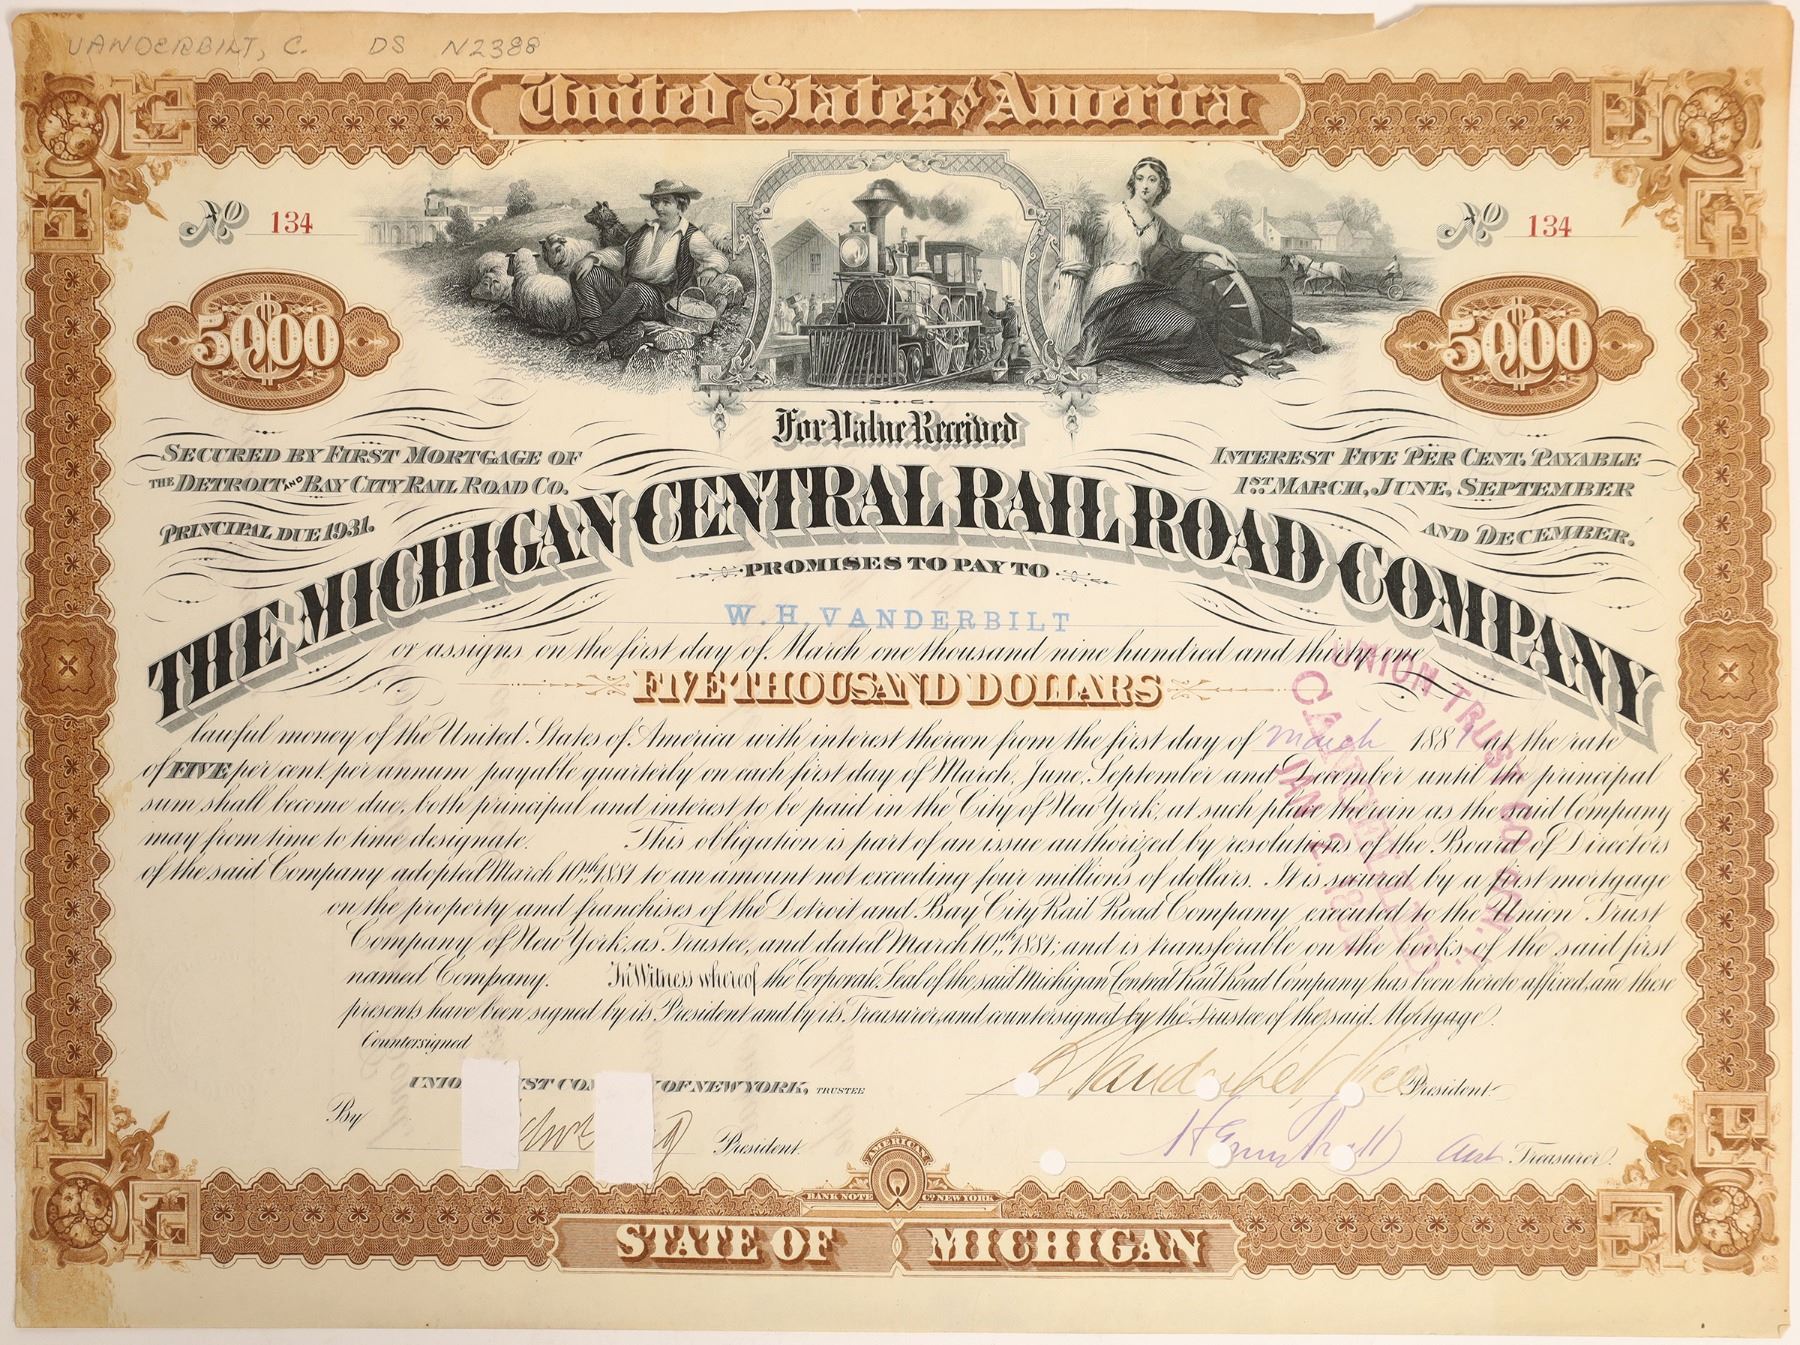 VANDERBILT, C. DS N2388
United States of America
No 134
No 134
$5000
$5000
For Value Received
SECURED BY FIRST MORTGAGE OF
THE DETROIT AND BAY CITY RAIL ROAD CO.
PRINCIPAL DUE 1931.
INTEREST FIVE PER CENT. PAYABLE
1ST MARCH, JUNE, SEPTEMBER
AND DECEMBER.
THE MICHIGAN CENTRAL RAIL ROAD COMPANY
PROMISES TO PAY TO
W. H. VANDERBILT
or assigns on the first day of March one thousand nine hundred and thirty one
FIVE THOUSAND DOLLARS
lawful money of the United States of America with interest thereon from the first day of March 1881 at the rate
of FIVE per cent. per annum payable quarterly on each first day of March, June, September and December until the principal
sum shall become due, both principal and interest to be paid in the City of New York, at such place therein as the said Company
may from time to time designate. This obligation is part of an issue authorized by resolutions of the Board of Directors
of the said Company adopted March 10th, 1881 to an amount not exceeding four millions of dollars. It is secured by a first mortgage
on the property and franchises of the Detroit and Bay City Rail Road Company executed to the Union Trust
Company of New York, as Trustee, and dated March 10th, 1881; and is transferable on the books of the said first
named Company. In Witness whereof the Corporate Seal of the said Michigan Central Rail Road Company has been hereto affixed, and these
presents have been signed by its President and by its Treasurer, and countersigned by the Trustee of the said Mortgage.
UNION TRUST CO.
CANCELLED
JAN 2
Countersigned
UNIO ST COM Y OF NEW YORK, TRUSTEE
By President.
C Vanderbilt, Vice President
Asst Treasurer.
AMERICAN
BANK NOTE CO. NEW YORK
STATE OF MICHIGAN